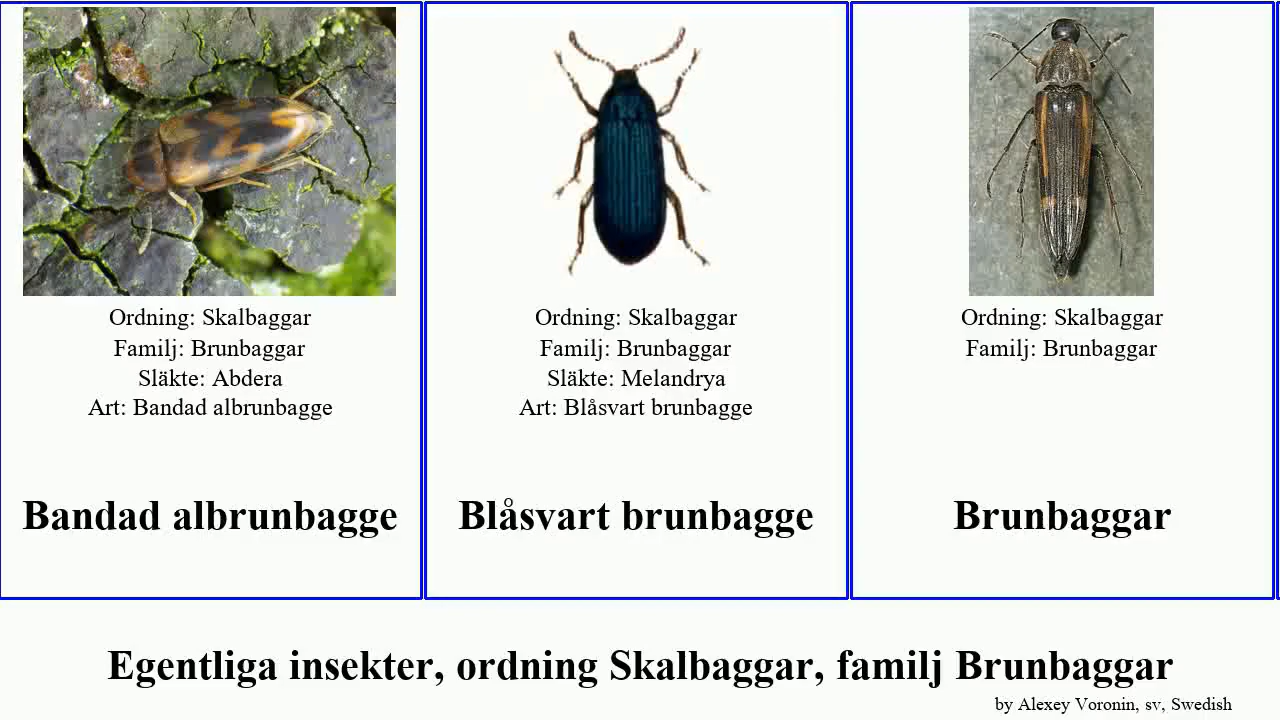 Ordning: Skalbaggar
Familj: Brunbaggar
Släkte: Abdera
Art: Bandad albrunbagge
Bandad albrunbagge
Ordning: Skalbaggar
Familj: Brunbaggar
Släkte: Melandrya
Art: Blåsvart brunbagge
Blåsvart brunbagge
Ordning: Skalbaggar
Familj: Brunbaggar
Brunbaggar
Egentliga insekter, ordning Skalbaggar, familj Brunbaggar
by Alexey Voronin, sv, Swedish